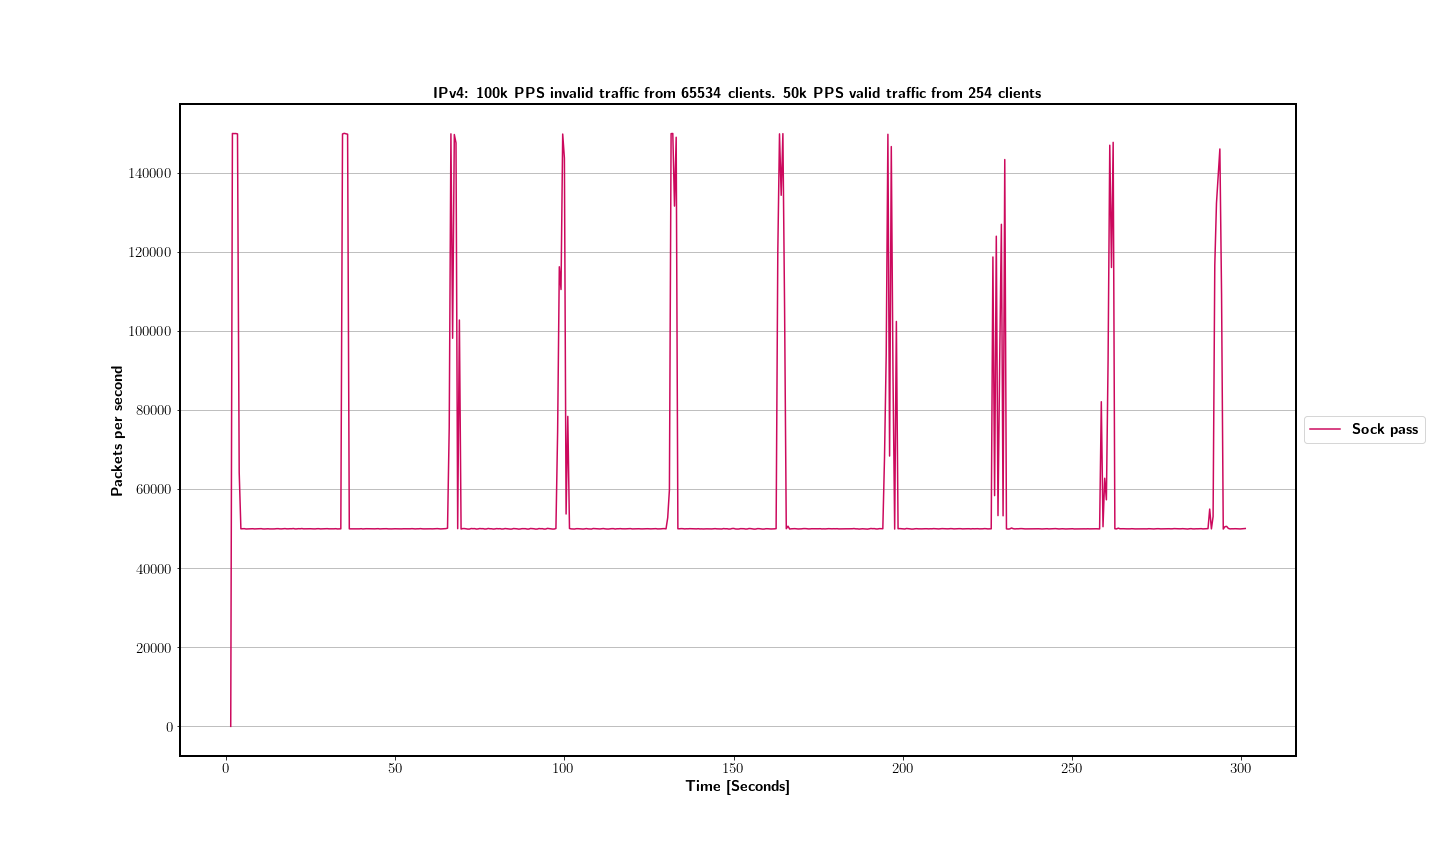 IPv4: 100k PPS invalid traffic from 65534 clients. 50k PPS valid traffic from 254 clients
140000
120000
100000
80000
60000
40000
20000
0
Packets per second
0 50 100 150 200 250 300
Time [Seconds]
Sock pass